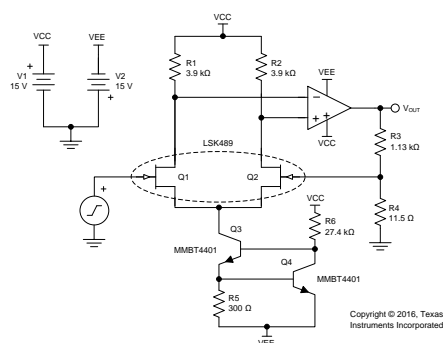 VCC
VEE
VCC
V1
15 V
V2
15 V
R1
3.9 kΩ
R2
3.9 kΩ
VEE
VCC
VOUT
LSK489
R3
1.13 kΩ
Q1
Q2
R4
11.5 Ω
VCC
R6
27.4 kΩ
Q3
MMBT4401
Q4
MMBT4401
R5
300 Ω
VEE
Copyright © 2016, Texas
Instruments Incorporated